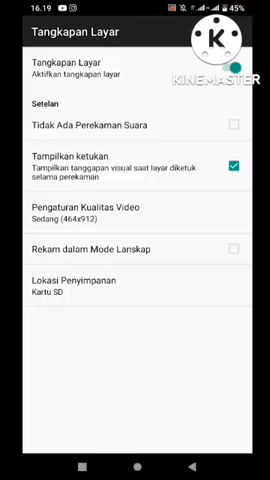 16.19
45%
Tangkapan Layar
KINEMASTER
Tangkapan Layar
Aktifkan tangkapan layar
Setelan
Tidak Ada Perekaman Suara
Tampilkan ketukan
Tampilkan tanggapan visual saat layar diketuk
selama perekaman
Pengaturan Kualitas Video
Sedang (464x912)
Rekam dalam Mode Lanskap
Lokasi Penyimpanan
Kartu SD